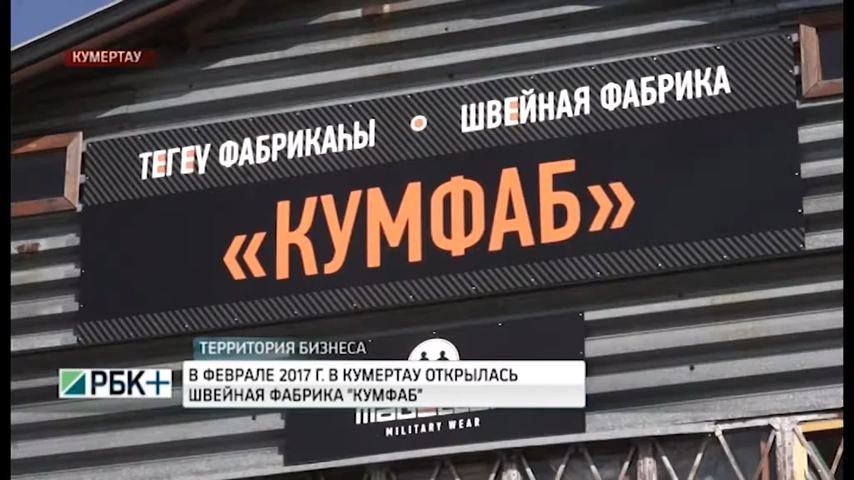 КУМЕРТАУ
ТЕГЕҮ ФАБРИКАҺЫ • ШВЕЙНАЯ ФАБРИКА
«КУМФАБ»
ТЕРРИТОРИЯ БИЗНЕСА
РБК+
В ФЕВРАЛЕ 2017 Г. В КУМЕРТАУ ОТКРЫЛАСЬ
ШВЕЙНАЯ ФАБРИКА "КУМФАБ"
MILITARY WEAR